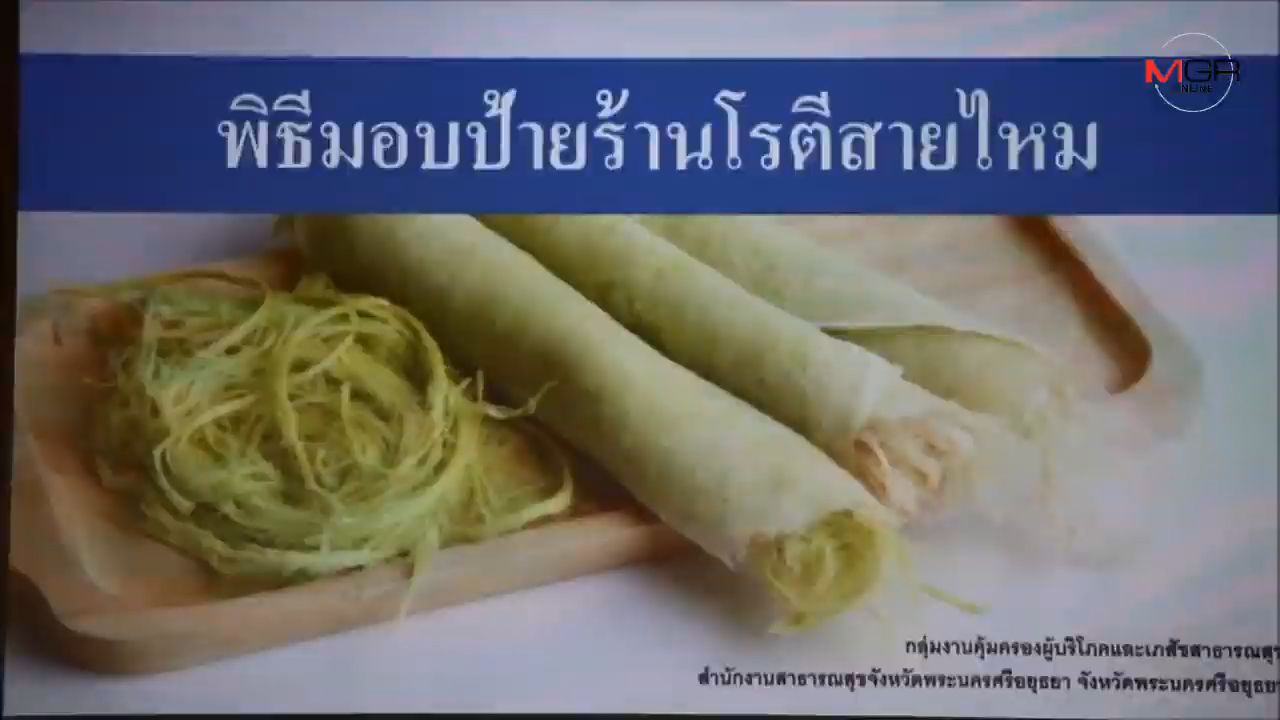 MGR
ONLINE
พิธีมอบป้ายร้านโรตีสายไหม
กลุ่มงานคุ้มครองผู้บริโภคและเภสัชสาธารณสุข
สำนักงานสาธารณสุขจังหวัดพระนครศรีอยุธยา จังหวัดพระนครศรีอยุธยา